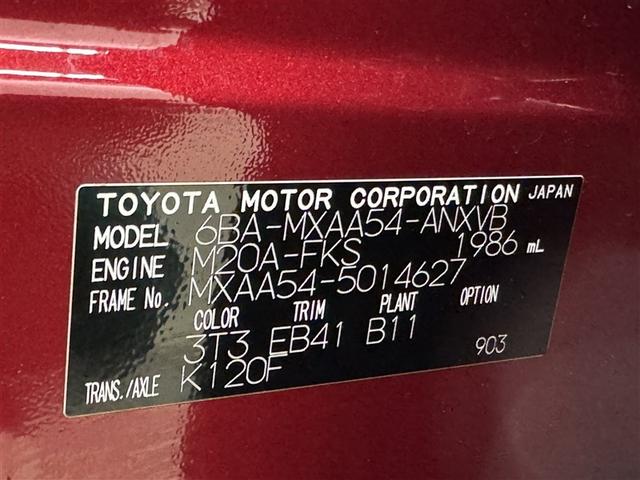 TOYOTA MOTOR CORPORATION JAPAN
MODEL 6BA-MXAA54-ANXVB
ENGINE M20A-FKS 1986 mL
FRAME No. MXAA54-5014627
COLOR TRIM PLANT OPTION
3T3 EB41 B11
TRANS./AXLE K120F 903